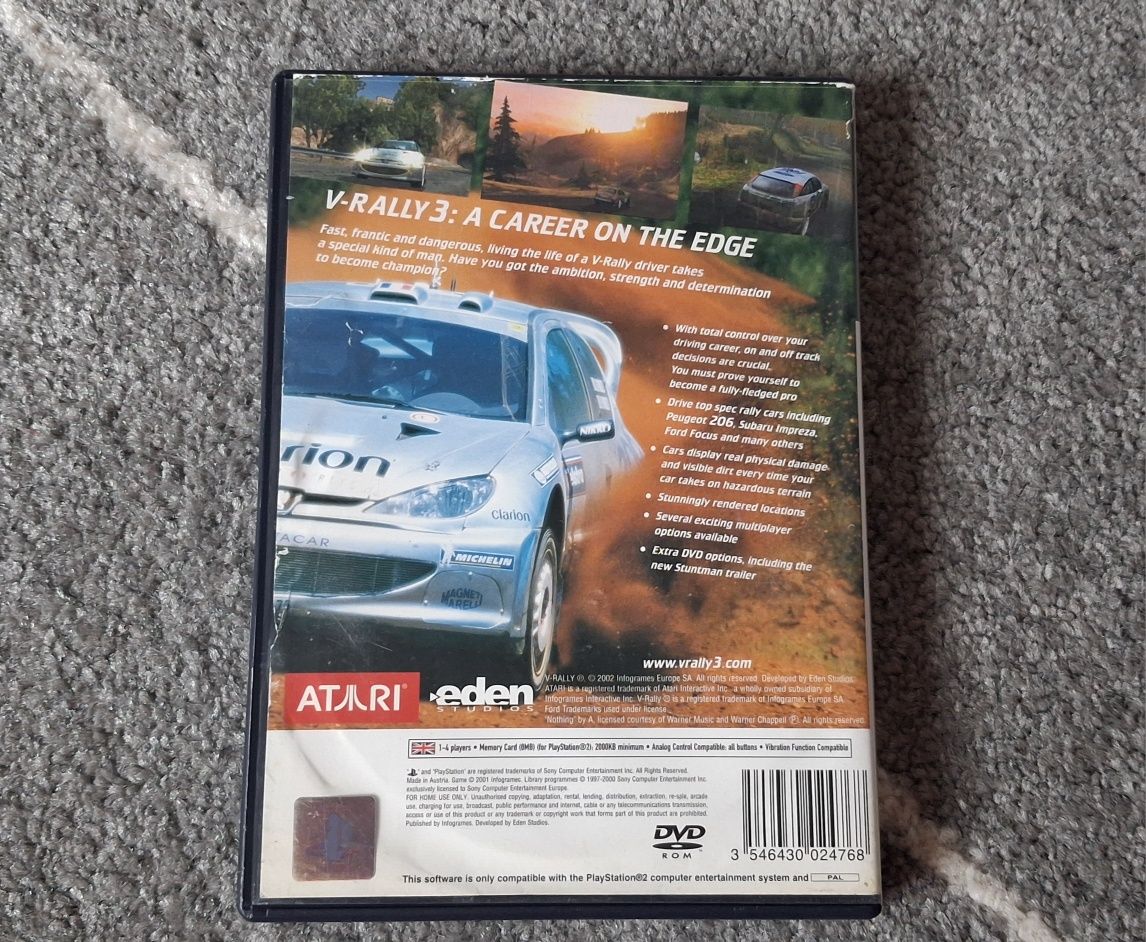 V-RALLY 3: A CAREER ON THE EDGE
Fast, frantic and dangerous, living the life of a V-Rally driver takes
a special kind of man. Have you got the ambition, strength and determination
to become champion?
• With total control over your
driving career, on and off track
decisions are crucial.
You must prove yourself to
become a fully-fledged pro
• Drive top spec rally cars including
Peugeot 206, Subaru Impreza,
Ford Focus and many others
• Cars display real physical damage
and visible dirt every time your
car takes on hazardous terrain
• Stunningly rendered locations
• Several exciting multiplayer
options available
• Extra DVD options, including the
new Stuntman trailer
NIKKO
rion
clarion
ACAR
MICHELIN
MAGNETI
MARELLI
www.vrally3.com
ATARI®
eden
STUDIOS
V-RALLY ®, © 2002 Infogrames Europe SA. All rights reserved. Developed by Eden Studios.
ATARI is a registered trademark of Atari Interactive Inc. a wholly owned subsidiary of
Infogrames Interactive Inc. V-Rally ® is a registered trademark of Infogrames Europe SA
Ford Trademarks used under license.
"Nothing" by A, licensed courtesy of Warner Music and Warner Chappell ℗. All rights reserved.
1-4 players • Memory Card (8MB) (for PlayStation®2): 2000KB minimum • Analog Control Compatible: all buttons • Vibration Function Compatible
" and "PlayStation" are registered trademarks of Sony Computer Entertainment Inc. All Rights Reserved.
Made in Austria. Game © 2001 Infogrames. Library programmes © 1997-2000 Sony Computer Entertainment Inc.
exclusively licensed to Sony Computer Entertainment Europe.
FOR HOME USE ONLY. Unauthorised copying, adaptation, rental, lending, distribution, extraction, re-sale, arcade
use, charging for use, broadcast, public performance and internet, cable or any telecommunications transmission,
access or use of this product or any trademark or copyright work that forms part of this product are prohibited.
Published by Infogrames. Developed by Eden Studios.
DVD
ROM
3 546430 024768
This software is only compatible with the PlayStation®2 computer entertainment system and PAL